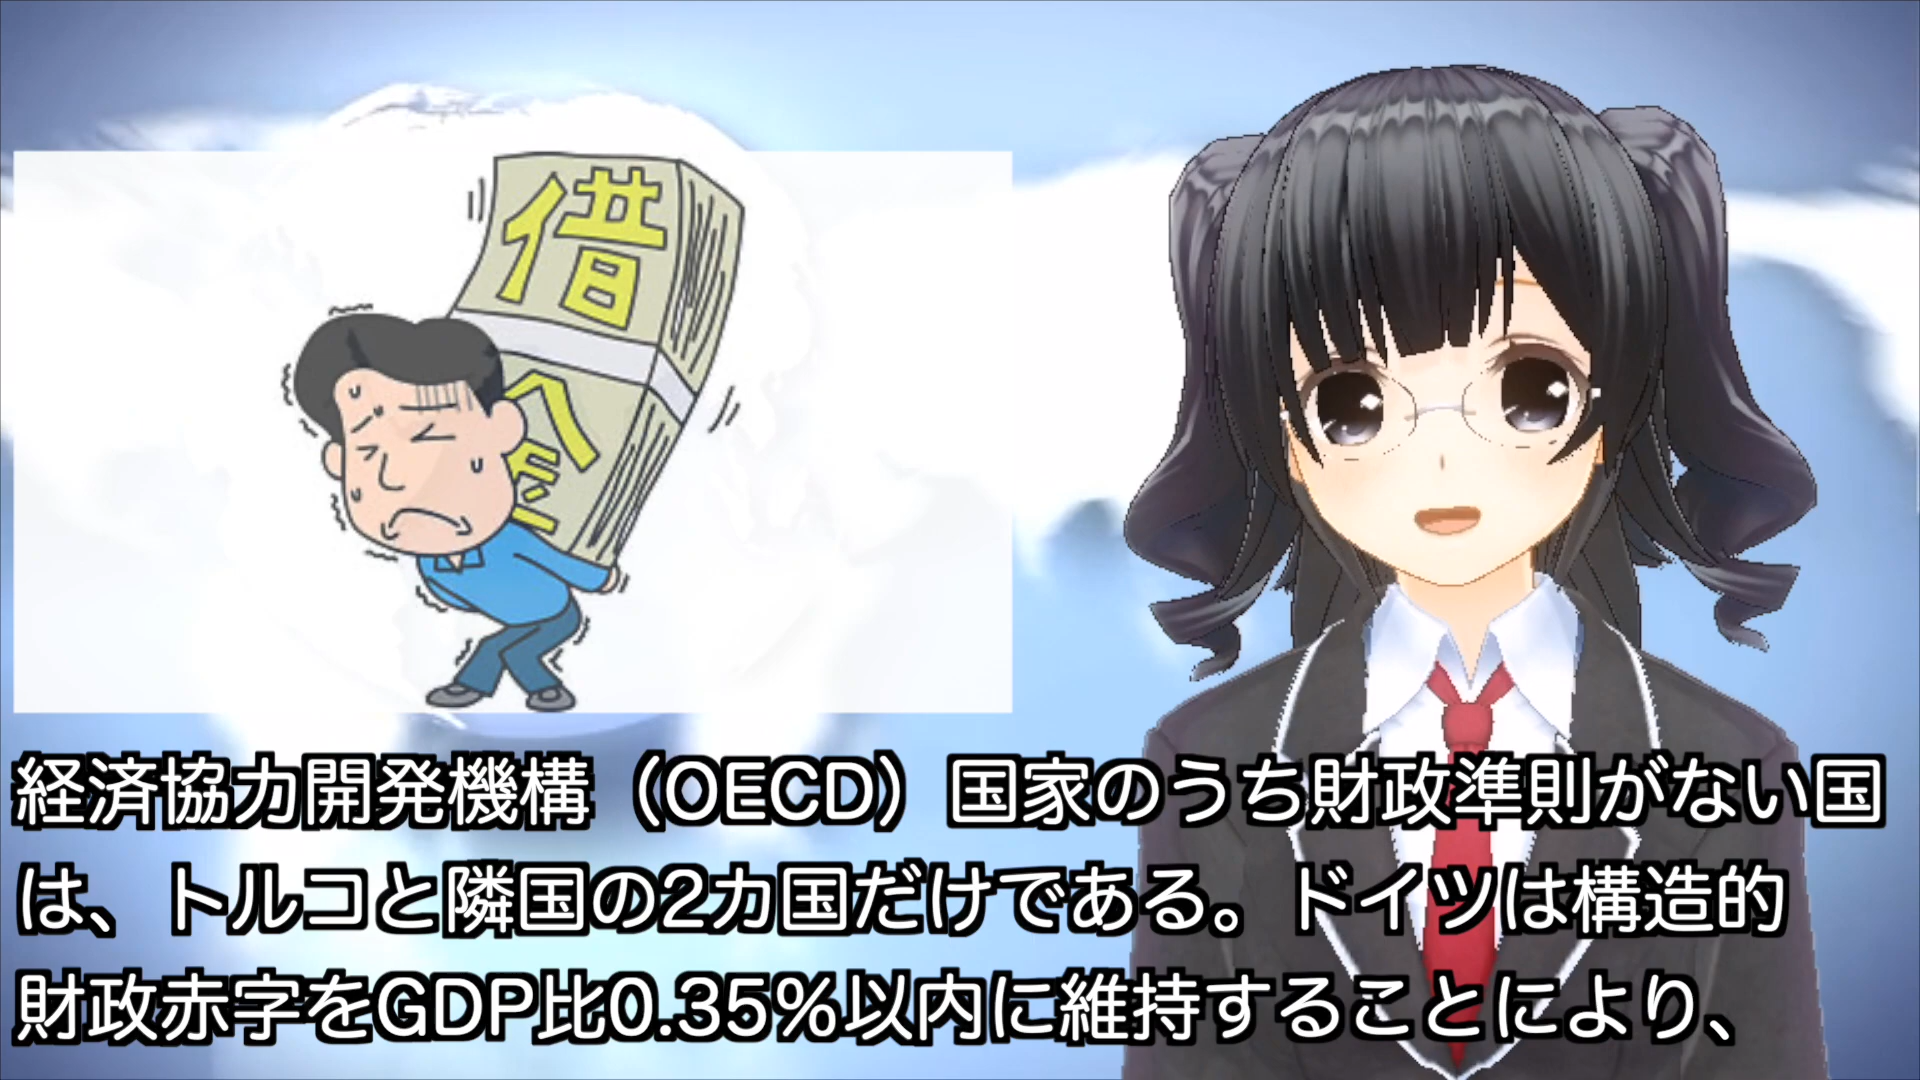 借金
経済協力開発機構（OECD）国家のうち財政準則がない国
は、トルコと隣国の2カ国だけである。ドイツは構造的
財政赤字をGDP比0.35%以内に維持することにより、